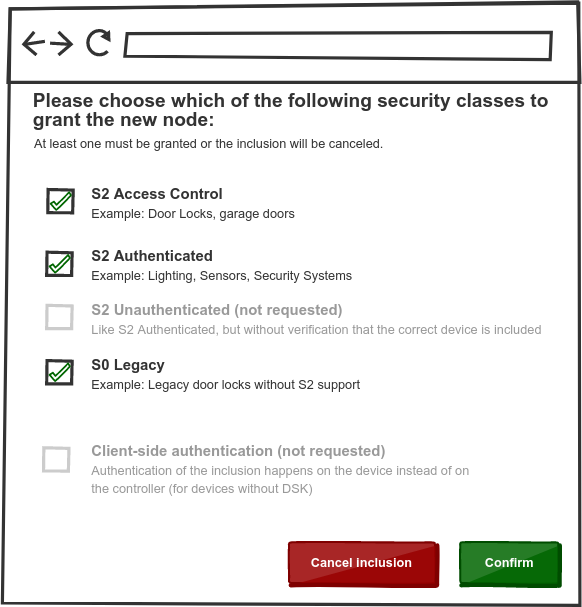 Please choose which of the following security classes to
grant the new node:
At least one must be granted or the inclusion will be canceled.
S2 Access Control
Example: Door Locks, garage doors
S2 Authenticated
Example: Lighting, Sensors, Security Systems
S2 Unauthenticated (not requested)
Like S2 Authenticated, but without verification that the correct device is included
S0 Legacy
Example: Legacy door locks without S2 support
Client-side authentication (not requested)
Authentication of the inclusion happens on the device instead of on
the controller (for devices without DSK)
Cancel inclusion
Confirm